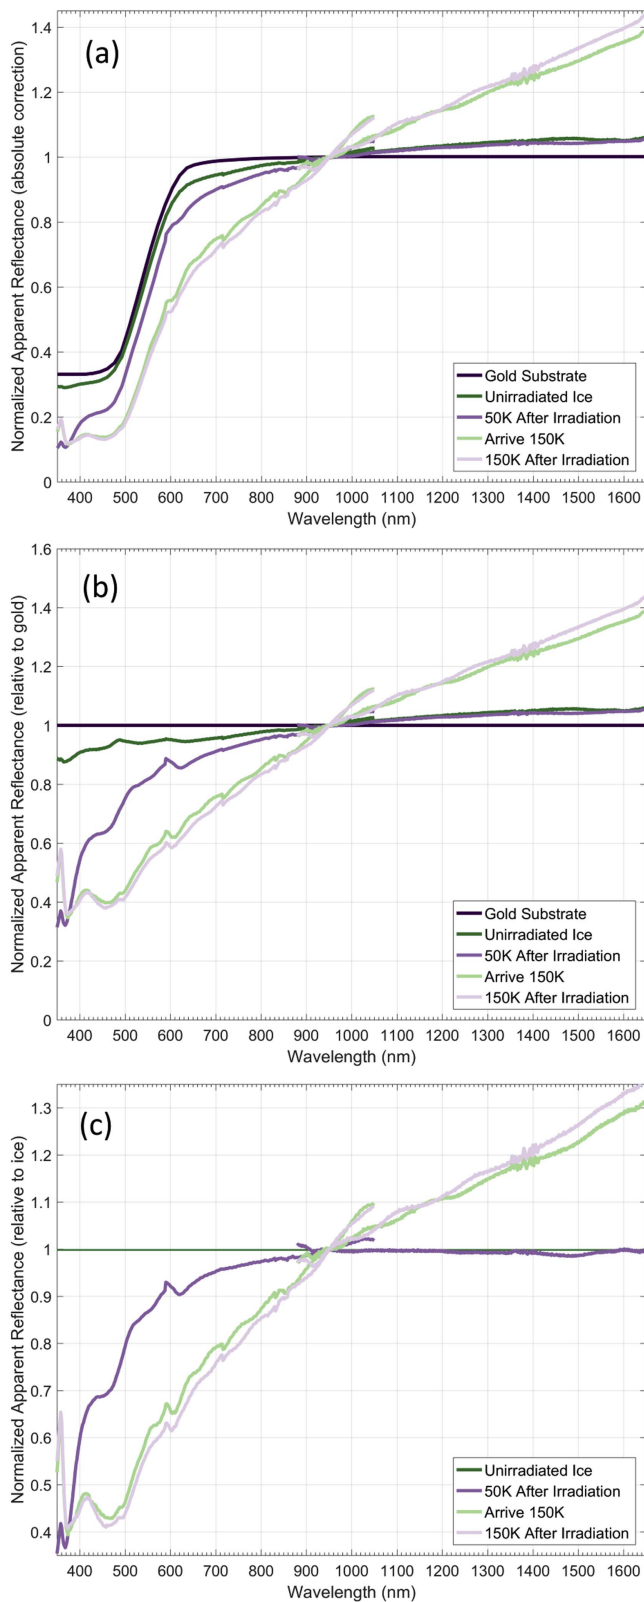 (a)
Normalized Apparent Reflectance (absolute correction)
1.4
1.2
1
0.8
0.6
0.4
0.2
0
400 500 600 700 800 900 1000 1100 1200 1300 1400 1500 1600
Wavelength (nm)
Gold Substrate
Unirradiated Ice
50K After Irradiation
Arrive 150K
150K After Irradiation
(b)
Normalized Apparent Reflectance (relative to gold)
1.6
1.4
1.2
1
0.8
0.6
0.4
0.2
0
400 500 600 700 800 900 1000 1100 1200 1300 1400 1500 1600
Wavelength (nm)
Gold Substrate
Unirradiated Ice
50K After Irradiation
Arrive 150K
150K After Irradiation
(c)
Normalized Apparent Reflectance (relative to ice)
1.3
1.2
1.1
1
0.9
0.8
0.7
0.6
0.5
0.4
400 500 600 700 800 900 1000 1100 1200 1300 1400 1500 1600
Wavelength (nm)
Unirradiated Ice
50K After Irradiation
Arrive 150K
150K After Irradiation